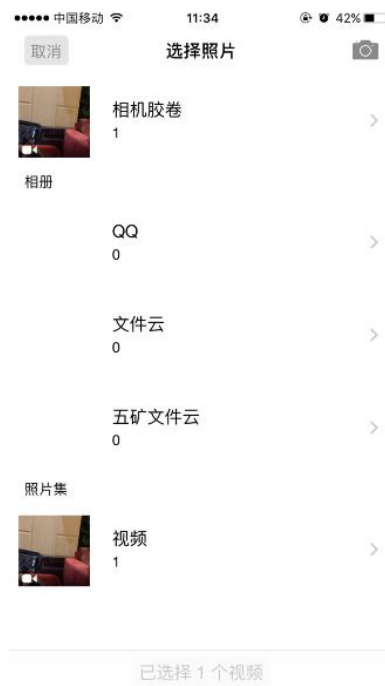 中国移动 11:34 42%
取消 选择照片
相机胶卷
1
相册
QQ
0
文件云
0
五矿文件云
0
照片集
视频
1
已选择 1 个视频